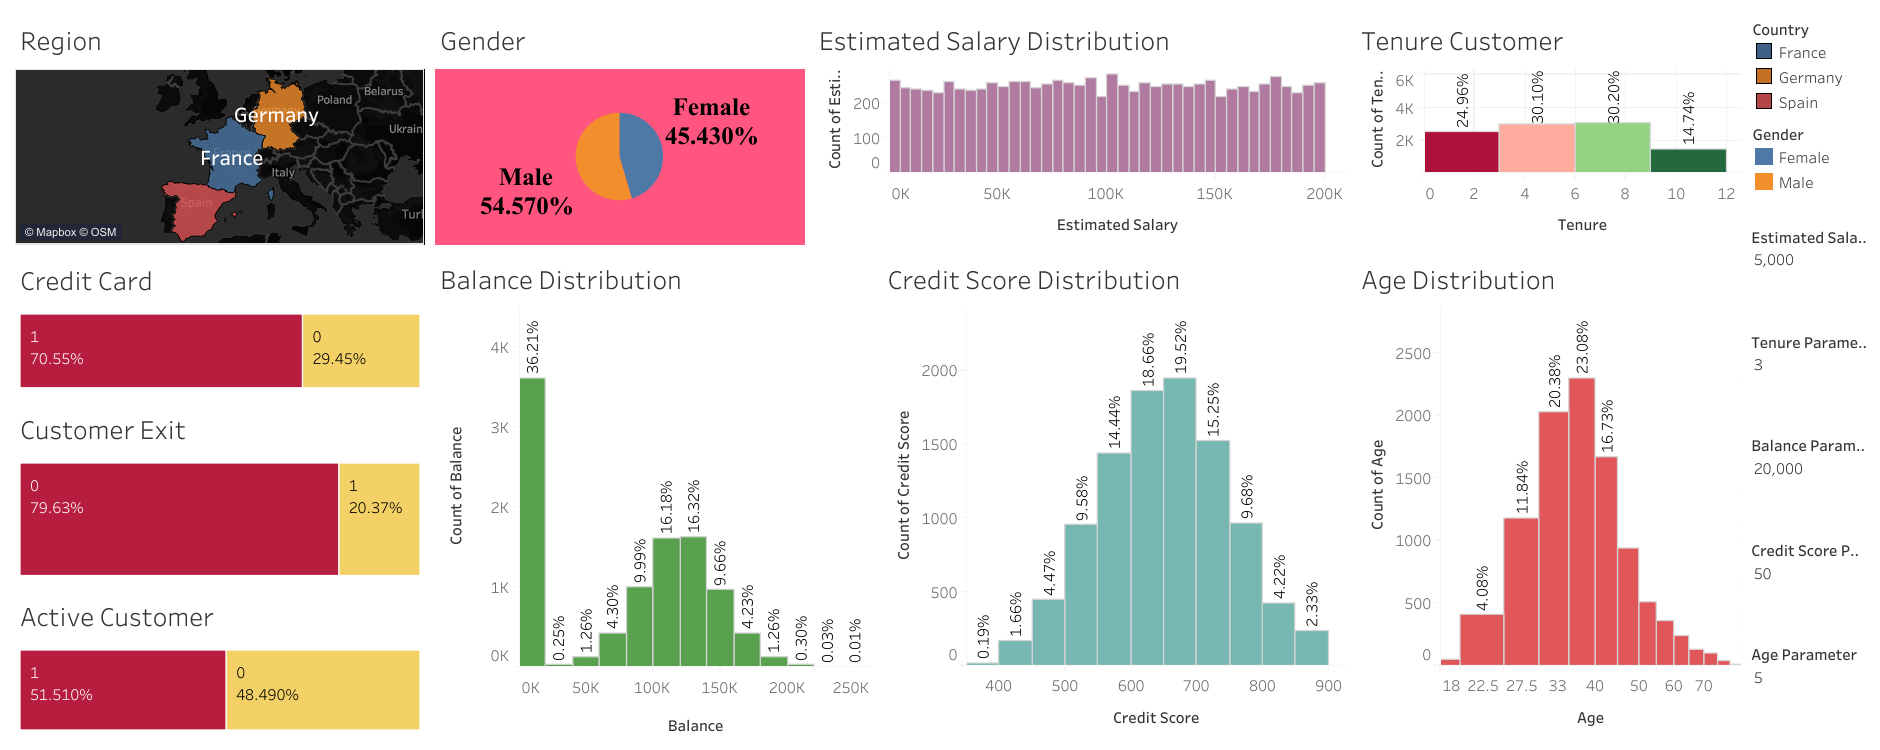 Region
Germany
France
Poland
Belarus
Ukrain
Italy
Spain
Turi
© Mapbox © OSM
Gender
Female
45.430%
Male
54.570%
Estimated Salary Distribution
Count of Esti..
200
100
0
0K
50K
100K
150K
200K
Estimated Salary
Tenure Customer
Count of Ten..
6K
4K
2K
24.96%
30.10%
30.20%
14.74%
0
2
4
6
8
10
12
Tenure
Country
France
Germany
Spain
Gender
Female
Male
Estimated Sala..
5,000
Tenure Parame..
3
Balance Param..
20,000
Credit Score P..
50
Age Parameter
5
Credit Card
1
70.55%
0
29.45%
Customer Exit
0
79.63%
1
20.37%
Active Customer
1
51.510%
0
48.490%
Balance Distribution
Count of Balance
4K
3K
2K
1K
0K
36.21%
0.25%
1.26%
4.30%
9.99%
16.18%
16.32%
9.66%
4.23%
1.26%
0.30%
0.03%
0.01%
0K
50K
100K
150K
200K
250K
Balance
Credit Score Distribution
Count of Credit Score
2000
1500
1000
500
0
0.19%
1.66%
4.47%
9.58%
14.44%
18.66%
19.52%
15.25%
9.68%
4.22%
2.33%
400
500
600
700
800
900
Credit Score
Age Distribution
Count of Age
2500
2000
1500
1000
500
0
4.08%
11.84%
20.38%
23.08%
16.73%
18
22.5
27.5
33
40
50
60
70
Age